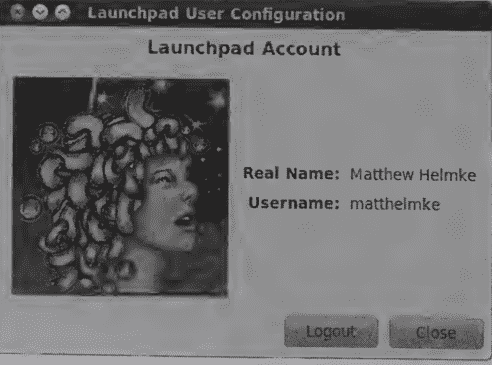 Launchpad User Configuration
Launchpad Account
Real Name: Matthew Helmke
Username: matthelmke
Logout Close